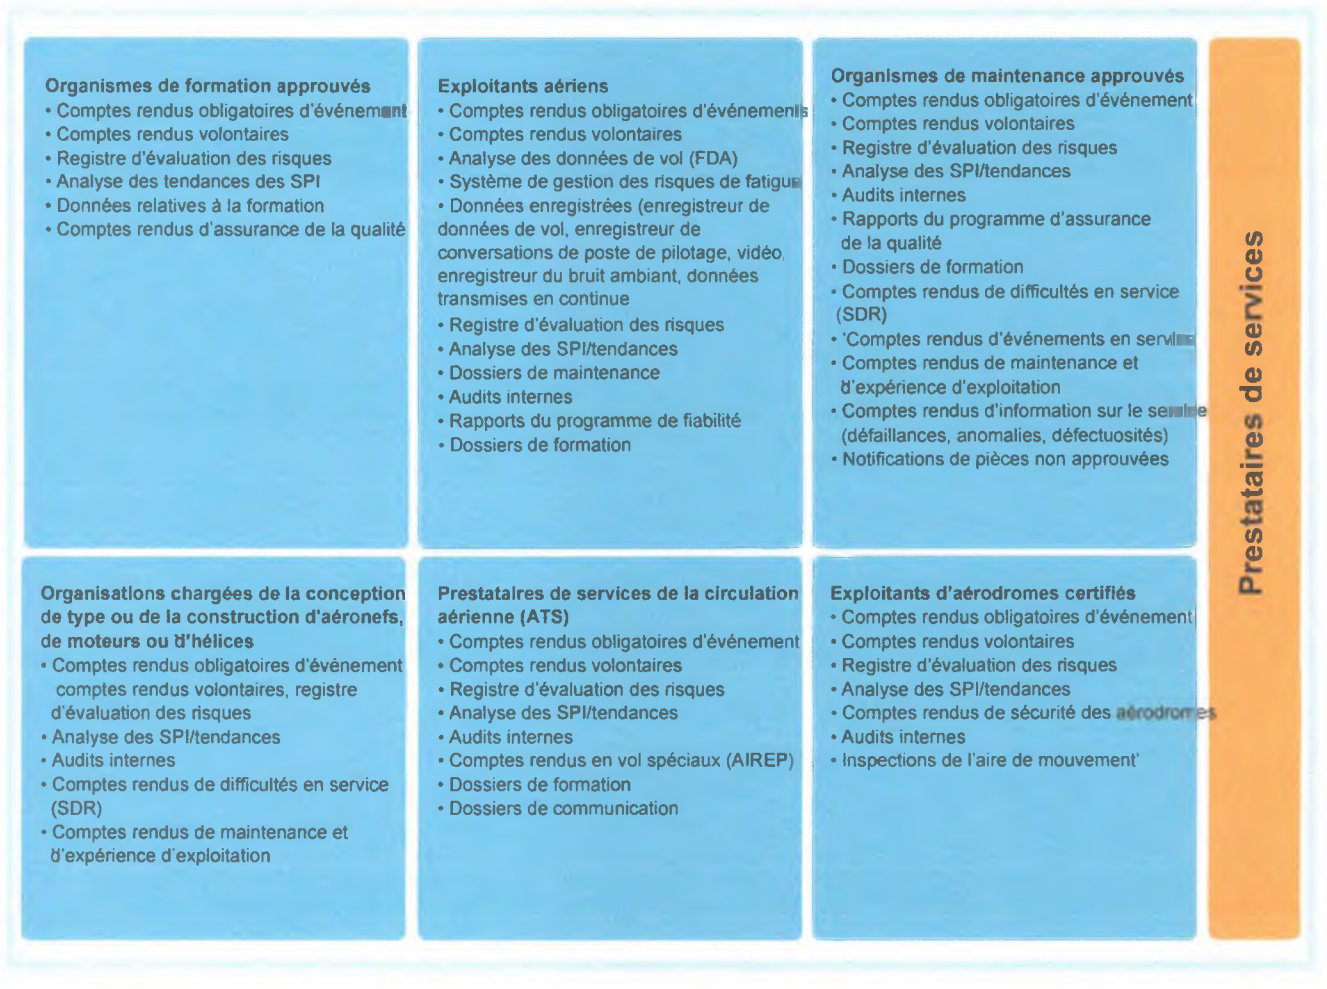 Organismes de formation approuvés
• Comptes rendus obligatoires d'événement
• Comptes rendus volontaires
• Registre d'évaluation des risques
• Analyse des tendances des SPI
• Données relatives à la formation
• Comptes rendus d'assurance de la qualité
Exploitants aériens
• Comptes rendus obligatoires d'événements
• Comptes rendus volontaires
• Analyse des données de vol (FDA)
• Système de gestion des risques de fatigue
• Données enregistrées (enregistreur de
données de vol, enregistreur de
conversations de poste de pilotage, vidéo,
enregistreur du bruit ambiant, données
transmises en continue
• Registre d'évaluation des risques
• Analyse des SPI/tendances
• Dossiers de maintenance
• Audits internes
• Rapports du programme de fiabilité
• Dossiers de formation
Organismes de maintenance approuvés
• Comptes rendus obligatoires d'événement
• Comptes rendus volontaires
• Registre d'évaluation des risques
• Analyse des SPI/tendances
• Audits internes
• Rapports du programme d'assurance
de la qualité
• Dossiers de formation
• Comptes rendus de difficultés en service
(SDR)
• 'Comptes rendus d'événements en
• Comptes rendus de maintenance et
d'expérience d'exploitation
• Comptes rendus d'information sur le
(défaillances, anomalies, défectuosités)
• Notifications de pièces non approuvées
Organisations chargées de la conception
de type ou de la construction d'aéronefs,
de moteurs ou d'hélices
• Comptes rendus obligatoires d'événement
comptes rendus volontaires, registre
d'évaluation des risques
• Analyse des SPI/tendances
• Audits internes
• Comptes rendus de difficultés en service
(SDR)
• Comptes rendus de maintenance et
d'expérience d'exploitation
Prestataires de services de la circulation
aérienne (ATS)
• Comptes rendus obligatoires d'événement
• Comptes rendus volontaires
• Registre d'évaluation des risques
• Analyse des SPI/tendances
• Audits internes
• Comptes rendus en vol spéciaux (AIREP)
• Dossiers de formation
• Dossiers de communication
Exploitants d'aérodromes certifiés
• Comptes rendus obligatoires d'événement
• Comptes rendus volontaires
• Registre d'évaluation des risques
• Analyse des SPI/tendances
• Comptes rendus de sécurité des aérodromes
• Audits internes
• Inspections de l'aire de mouvement'
Prestataires de services